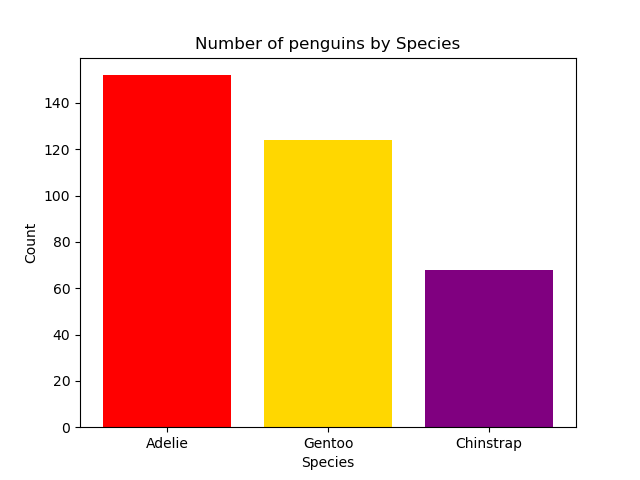 Number of penguins by Species
Count
140
120
100
80
60
40
20
0
Adelie
Gentoo
Chinstrap
Species